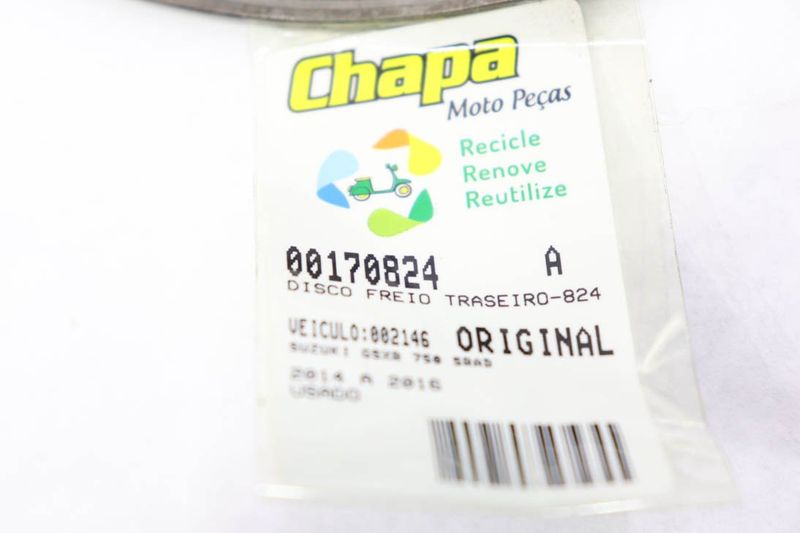 Chapa
Moto Peças
Recicle
Renove
Reutilize
00170824 A
DISCO FREIO TRASEIRO-824
VEICULO:002146 ORIGINAL
SUZUKI GSXR 750 SRAD
2014 A 2016
USADO